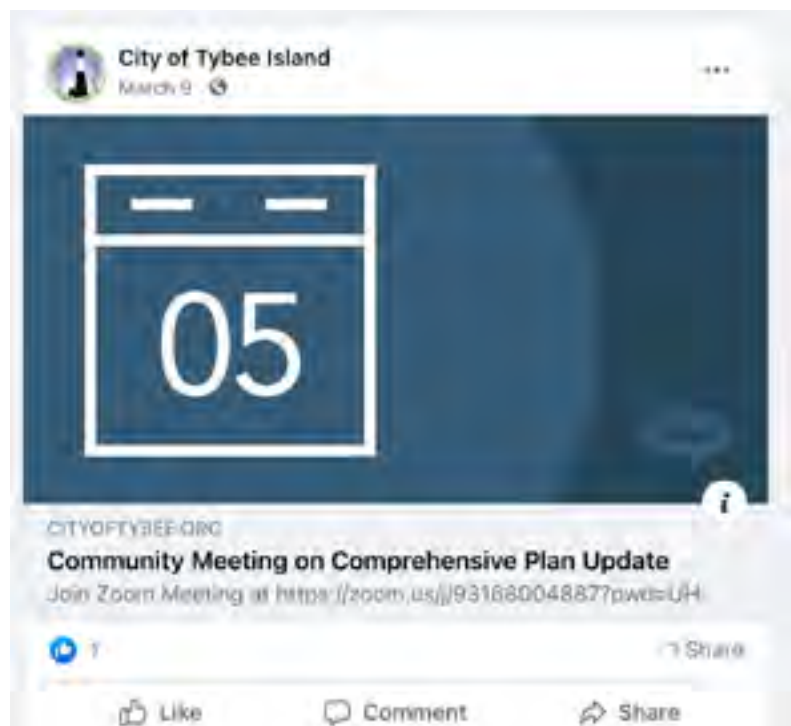 City of Tybee Island
March 9
05
i
CITYOFTYBEE.ORG
Community Meeting on Comprehensive Plan Update
Join Zoom Meeting at https://zoom.us/j/93168004887?pwd=UH
1 Share
Like Comment Share